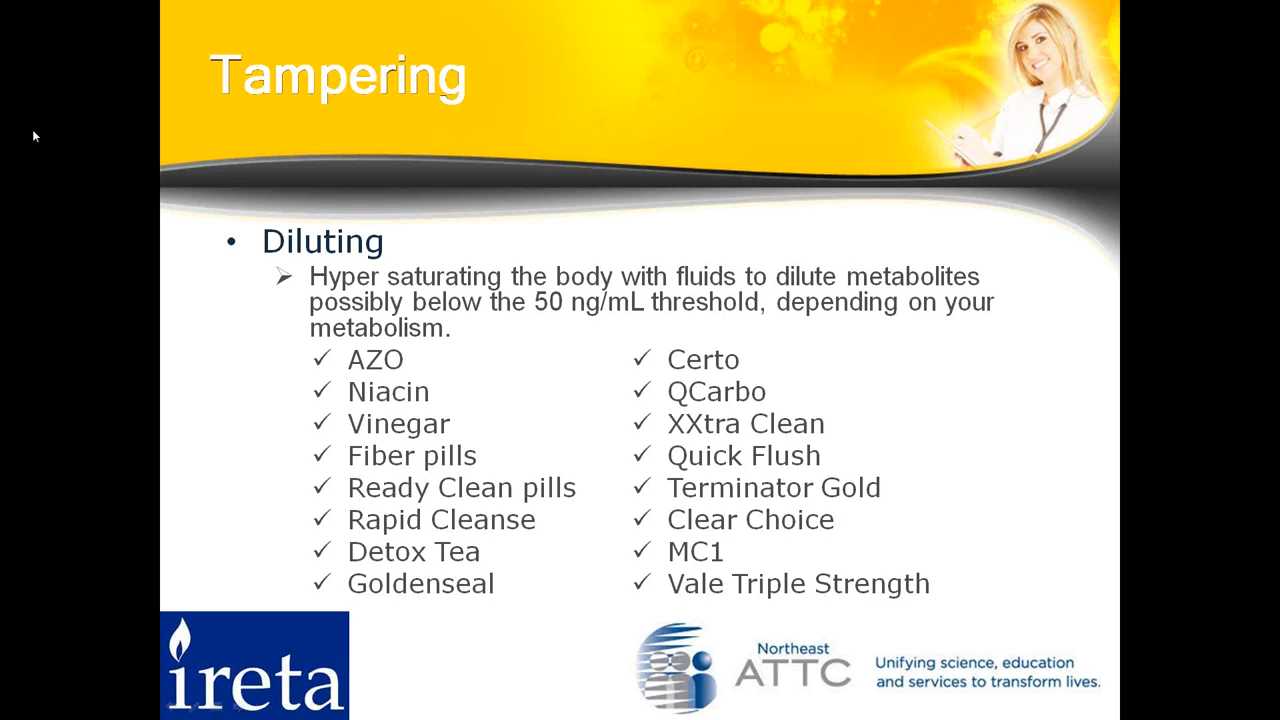 Tampering
• Diluting
➢ Hyper saturating the body with fluids to dilute metabolites
possibly below the 50 ng/mL threshold, depending on your
metabolism.
✓ AZO
✓ Niacin
✓ Vinegar
✓ Fiber pills
✓ Ready Clean pills
✓ Rapid Cleanse
✓ Detox Tea
✓ Goldenseal
✓ Certo
✓ QCarbo
✓ XXtra Clean
✓ Quick Flush
✓ Terminator Gold
✓ Clear Choice
✓ MC1
✓ Vale Triple Strength
ireta
Northeast
ATTC
Unifying science, education
and services to transform lives.